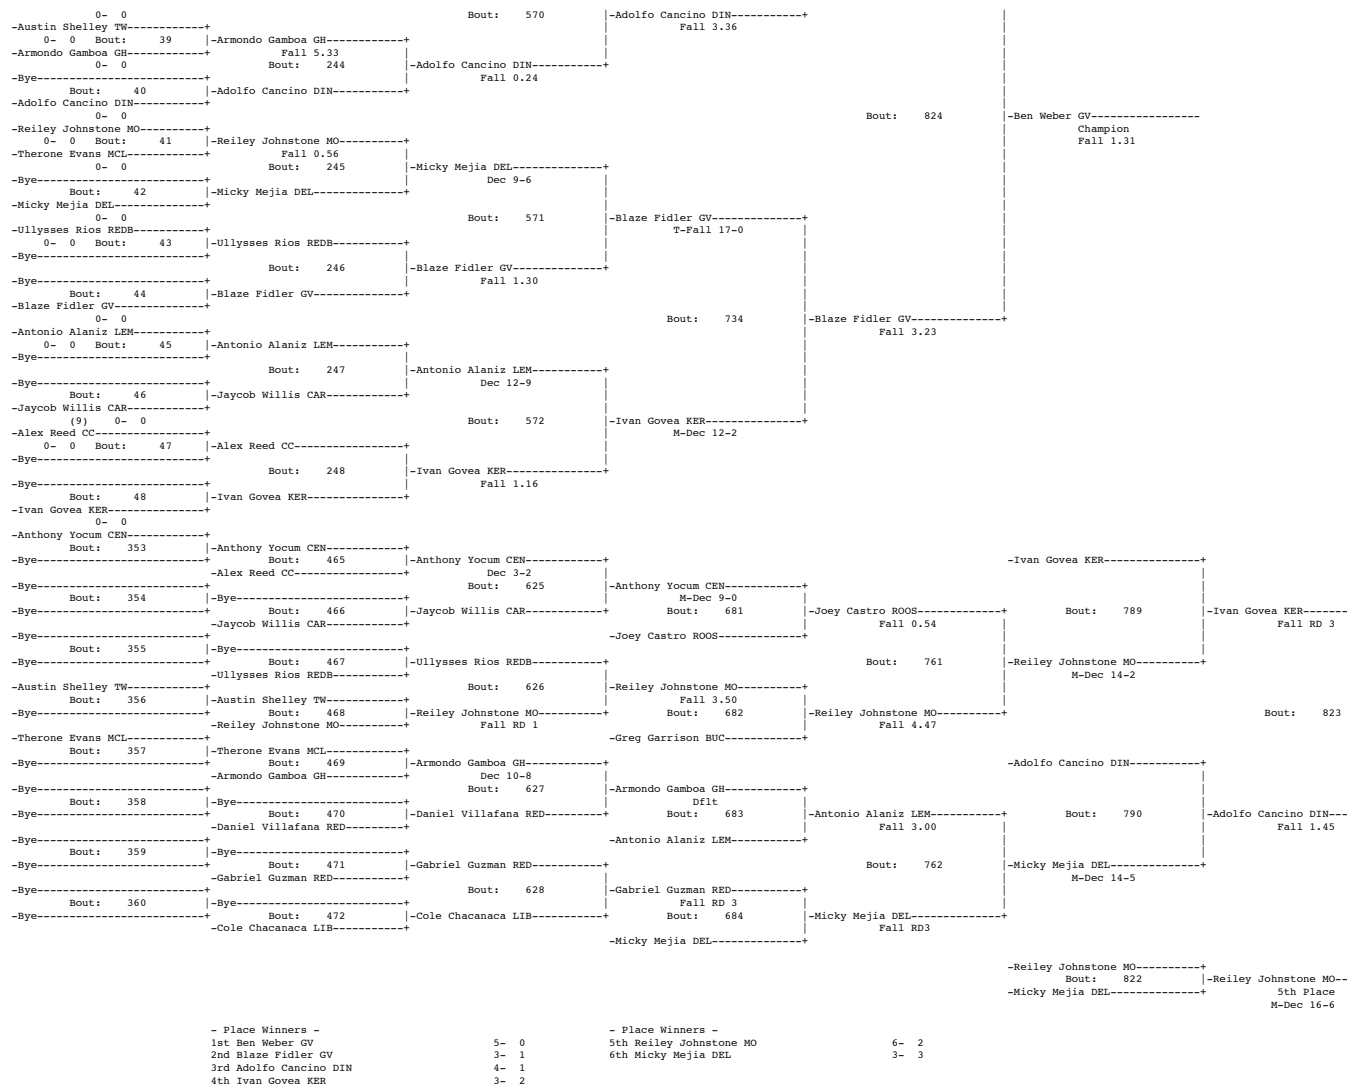 0-  0                                  Bout:    570        |-Adolfo Cancino DIN-----------+                              |
-Austin Shelley TW------------+                                                            |          Fall 3.36                                     |
0-  0   Bout:     39      |-Armondo Gamboa GH------------+                             |                                                         |
-Armondo Gamboa GH------------+          Fall 5.33           |                             |
0-  0                     Bout:    244         |-Adolfo Cancino DIN-----------+
-Bye--------------------------+                              |          Fall 0.24
Bout:     40         |-Adolfo Cancino DIN-----------+
-Adolfo Cancino DIN-----------+
0-  0                                                                                        Bout:    824         |-Ben Weber GV-----------------
-Reiley Johnstone MO----------+                                                                                                   Champion
0-  0   Bout:     41      |-Reiley Johnstone MO----------+                                                                     Fall 1.31
-Therone Evans MCL------------+          Fall 0.56           |
0-  0                     Bout:    245         |-Micky Mejia DEL--------------+
-Bye--------------------------+                              |          Dec 9-6             |
Bout:     42         |-Micky Mejia DEL--------------+
-Micky Mejia DEL--------------+
0-  0                                              Bout:    571         |-Blaze Fidler GV--------------+
-Ullysses Rios REDB-----------+                                                            |          T-Fall 17-0         |
0-  0   Bout:     43      |-Ullysses Rios REDB-----------+
-Bye--------------------------+                              |
Bout:    246         |-Blaze Fidler GV--------------+
-Bye--------------------------+                              |          Fall 1.30
Bout:     44         |-Blaze Fidler GV--------------+
-Blaze Fidler GV--------------+
0-  0                                                                        Bout:    734         |-Blaze Fidler GV--------------+
-Antonio Alaniz LEM-----------+                                                                                         |          Fall 3.23
0-  0   Bout:     45      |-Antonio Alaniz LEM-----------+
-Bye--------------------------+                              |
Bout:    247         |-Antonio Alaniz LEM-----------+
-Bye--------------------------+                              |          Dec 12-9            |
Bout:     46         |-Jaycob Willis CAR------------+
-Jaycob Willis CAR------------+
(9)    0-  0                                       Bout:    572         |-Ivan Govea KER---------------+
-Alex Reed CC-----------------+                                                            |          M-Dec 12-2
0-  0   Bout:     47      |-Alex Reed CC-----------------+
-Bye--------------------------+                              |
Bout:    248         |-Ivan Govea KER---------------+
-Bye--------------------------+                              |          Fall 1.16
Bout:     48         |-Ivan Govea KER---------------+
-Ivan Govea KER---------------+
0-  0
-Anthony Yocum CEN------------+
Bout:    353         |-Anthony Yocum CEN------------+
-Bye--------------------------+         Bout:    465         |-Anthony Yocum CEN------------+                                                            -Ivan Govea KER---------------+
-Alex Reed CC-----------------+          Dec 3-2             |
-Bye--------------------------+                                        Bout:    625         |-Anthony Yocum CEN------------+
Bout:    354         |-Bye--------------------------+                              |          M-Dec 9-0           |
-Bye--------------------------+         Bout:    466         |-Jaycob Willis CAR------------+         Bout:    681         |-Joey Castro ROOS-------------+         Bout:    789         |-Ivan Govea KER-----
-Jaycob Willis CAR------------+                                                            |          Fall 0.54           |                              Fall RD 3
-Bye--------------------------+                                                            -Joey Castro ROOS-------------+
Bout:    355         |-Bye--------------------------+
-Bye--------------------------+         Bout:    467         |-Ullysses Rios REDB-----------+                                        Bout:    761         |-Reiley Johnstone MO----------+
-Ullysses Rios REDB-----------+                                                                                         M-Dec 14-2
-Austin Shelley TW------------+                                        Bout:    626         |-Reiley Johnstone MO----------+
Bout:    356         |-Austin Shelley TW------------+                              |          Fall 3.50           |
-Bye--------------------------+         Bout:    468         |-Reiley Johnstone MO----------+         Bout:    682         |-Reiley Johnstone MO----------+                                        Bout:    823
-Reiley Johnstone MO----------+          Fall RD 1                                         |          Fall 4.47
-Therone Evans MCL------------+                                                            -Greg Garrison BUC------------+
Bout:    357         |-Therone Evans MCL------------+
-Bye--------------------------+         Bout:    469         |-Armondo Gamboa GH------------+                                                            -Adolfo Cancino DIN-----------+
-Armondo Gamboa GH------------+          Dec 10-8            |
-Bye--------------------------+                                        Bout:    627         |-Armondo Gamboa GH------------+
Bout:    358         |-Bye--------------------------+                              |          Dflt                |
-Bye--------------------------+         Bout:    470         |-Daniel Villafana RED---------+         Bout:    683         |-Antonio Alaniz LEM-----------+         Bout:    790         |-Adolfo Cancino DIN---
-Daniel Villafana RED---------+                                                            |          Fall 3.00           |                              Fall 1.45
-Bye--------------------------+                                                            -Antonio Alaniz LEM-----------+
Bout:    359         |-Bye--------------------------+
-Bye--------------------------+         Bout:    471         |-Gabriel Guzman RED-----------+                                        Bout:    762         |-Micky Mejia DEL--------------+
-Gabriel Guzman RED-----------+                                                                                         M-Dec 14-5
-Bye--------------------------+                                        Bout:    628         |-Gabriel Guzman RED-----------+
Bout:    360         |-Bye--------------------------+                              |          Fall RD 3           |
-Bye--------------------------+         Bout:    472         |-Cole Chacanaca LIB-----------+         Bout:    684         |-Micky Mejia DEL--------------+
-Cole Chacanaca LIB-----------+                                                            |          Fall RD3
-Micky Mejia DEL--------------+
-Reiley Johnstone MO----------+
Bout:    822         |-Reiley Johnstone MO--
-Micky Mejia DEL--------------+          5th Place
M-Dec 16-6
- Place Winners -                                           - Place Winners -
1st Ben Weber GV                           5-  0            5th Reiley Johnstone MO                    6-  2
2nd Blaze Fidler GV                        3-  1            6th Micky Mejia DEL                        3-  3
3rd Adolfo Cancino DIN                     4-  1
4th Ivan Govea KER                         3-  2